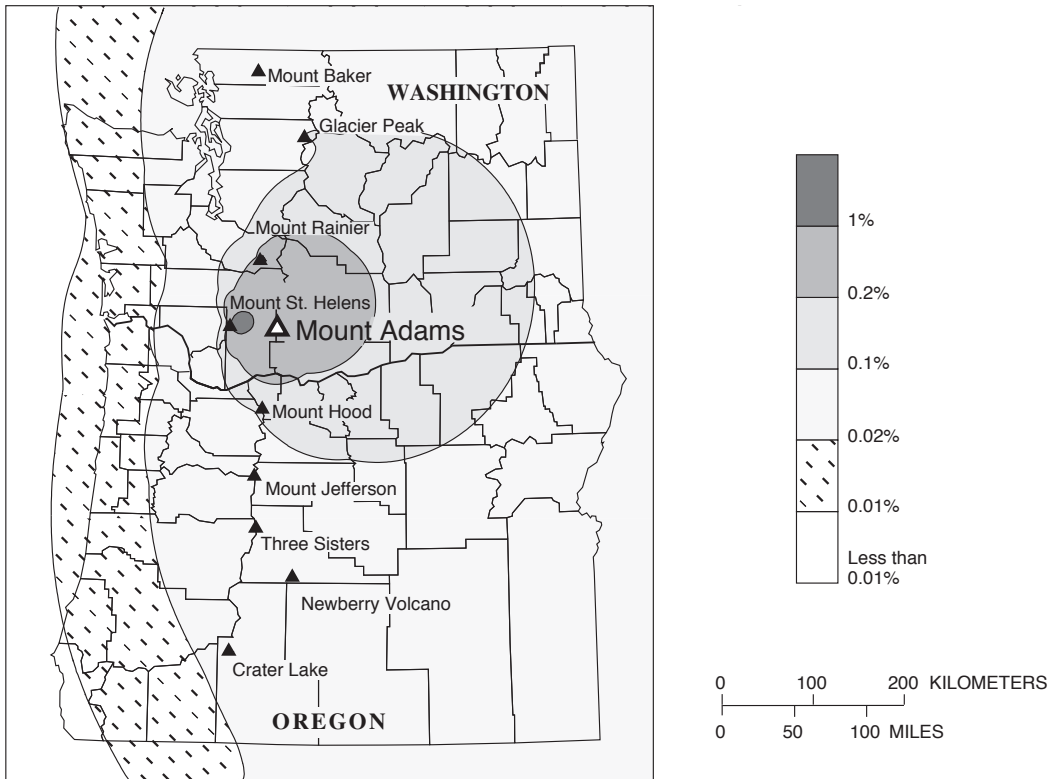 Mount Baker
WASHINGTON
Glacier Peak
Mount Rainier
Mount St. Helens
Mount Adams
Mount Hood
Mount Jefferson
Three Sisters
Newberry Volcano
Crater Lake
OREGON
1%
0.2%
0.1%
0.02%
0.01%
Less than
0.01%
0 100 200 KILOMETERS
0 50 100 MILES